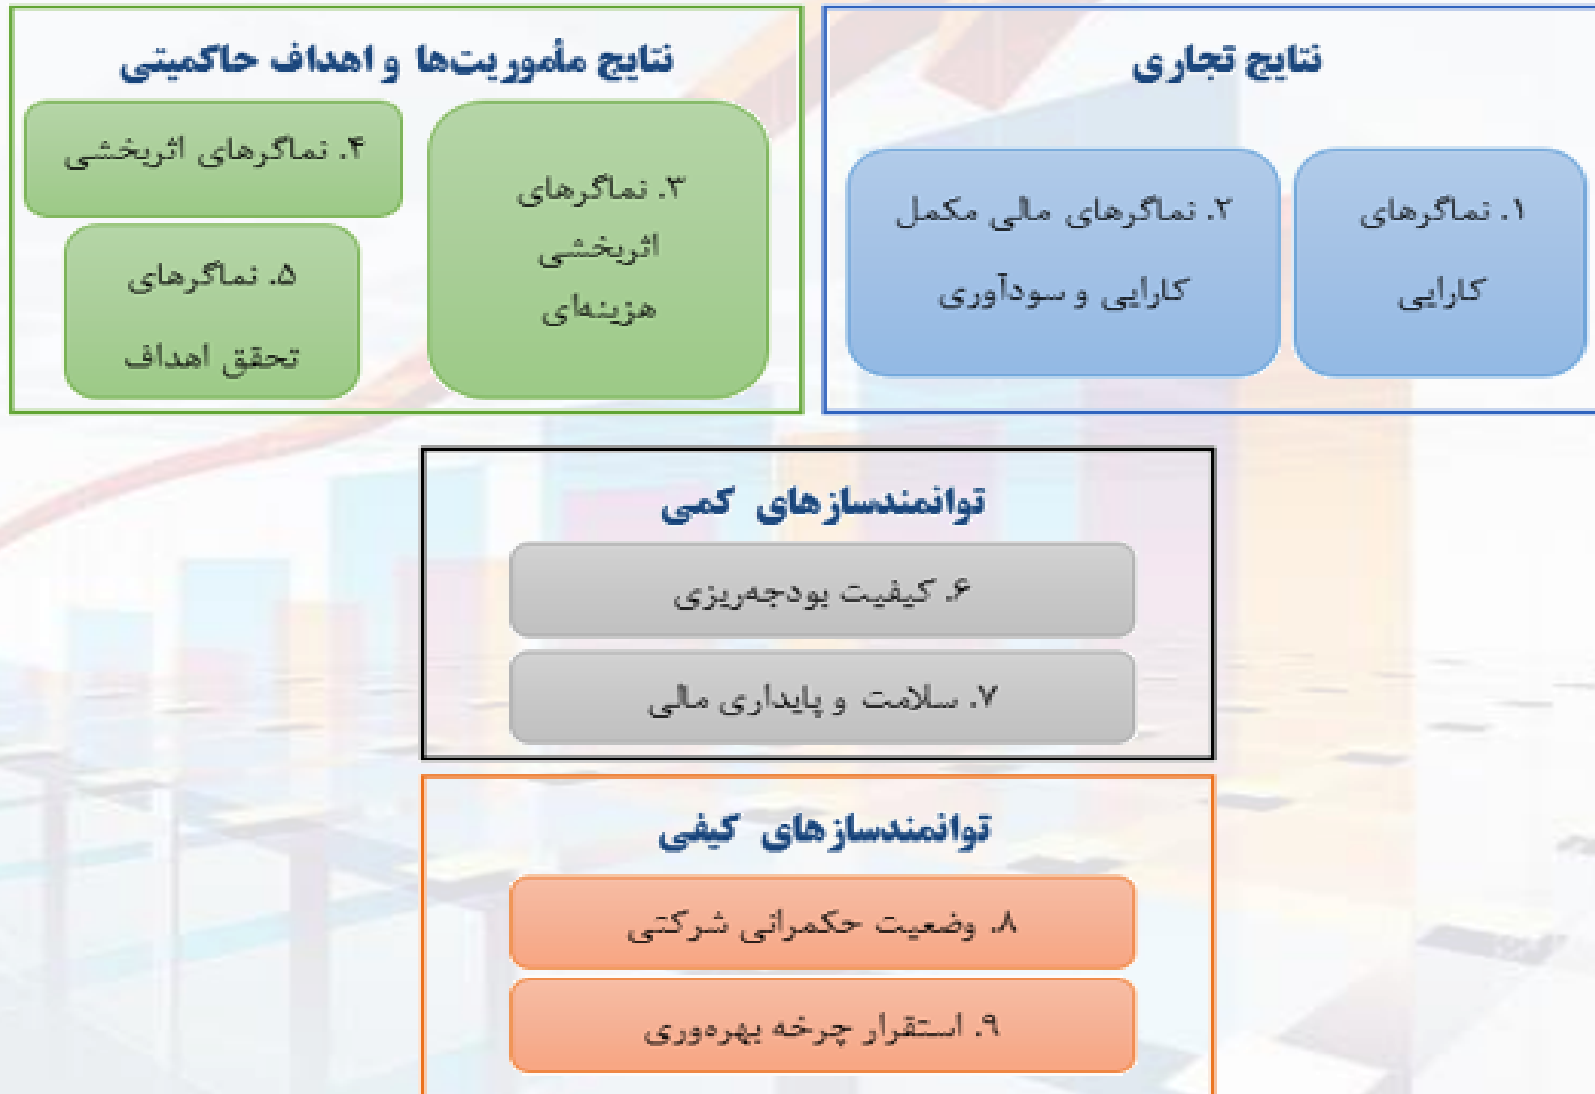 نتایج تجاری
۱. نماگرهای
کارایی
۲. نماگرهای مالی مکمل
کارایی و سودآوری
نتایج مأموریت‌ها و اهداف حاکمیتی
۳. نماگرهای
اثربخشی
هزینه‌ای
۴. نماگرهای اثربخشی
۵. نماگرهای
تحقق اهداف
توانمندسازهای کمی
۶. کیفیت بودجه‌ریزی
۷. سلامت و پایداری مالی
توانمندسازهای کیفی
۸. وضعیت حکمرانی شرکتی
۹. استقرار چرخه بهره‌وری